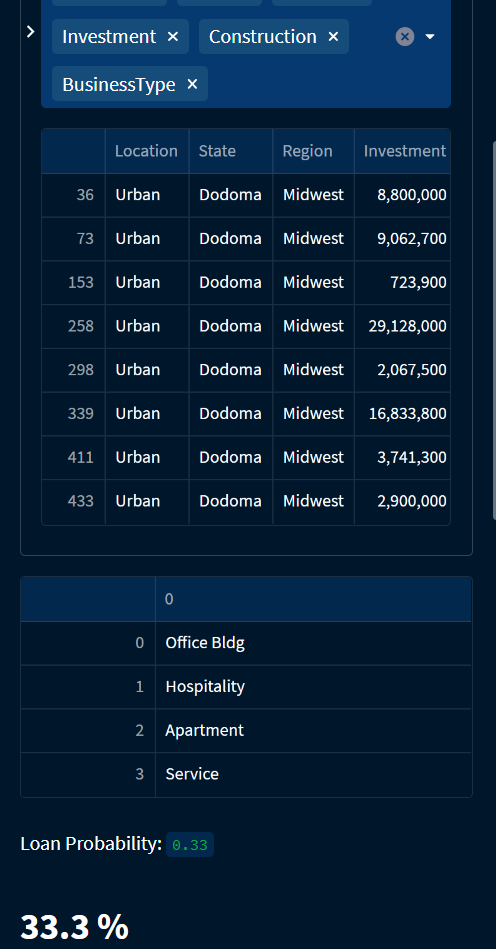 Investment × Construction ×
BusinessType ×
Location State Region Investment
36 Urban Dodoma Midwest 8,800,000
73 Urban Dodoma Midwest 9,062,700
153 Urban Dodoma Midwest 723,900
258 Urban Dodoma Midwest 29,128,000
298 Urban Dodoma Midwest 2,067,500
339 Urban Dodoma Midwest 16,833,800
411 Urban Dodoma Midwest 3,741,300
433 Urban Dodoma Midwest 2,900,000
0
0 Office Bldg
1 Hospitality
2 Apartment
3 Service
Loan Probability: 0.33
33.3 %